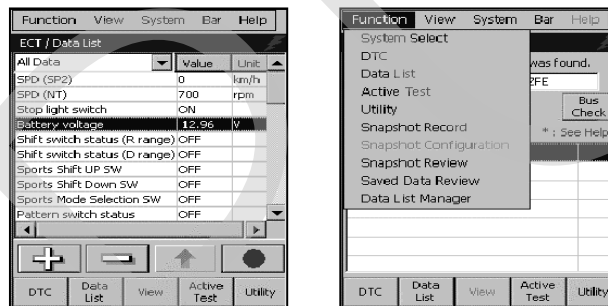 Function View System Bar Help
ECT / Data List
All Data Value Unit
SPD (SP2) 0 km/h
SPD (NT) 700 rpm
Stop light switch ON
Battery voltage 12.96 V
Shift switch status (R range) OFF
Shift switch status (D range) OFF
Sports Shift UP SW OFF
Sports Shift Down SW OFF
Sports Mode Selection SW OFF
Pattern switch status OFF
DTC Data List View Active Test Utility
Function View System Bar Help
System Select
DTC
was found.
Data List
2FE
Active Test
Utility
Bus Check
Snapshot Record
* : See Help
Snapshot Configuration
Snapshot Review
Saved Data Review
Data List Manager
DTC Data List View Active Test Utility